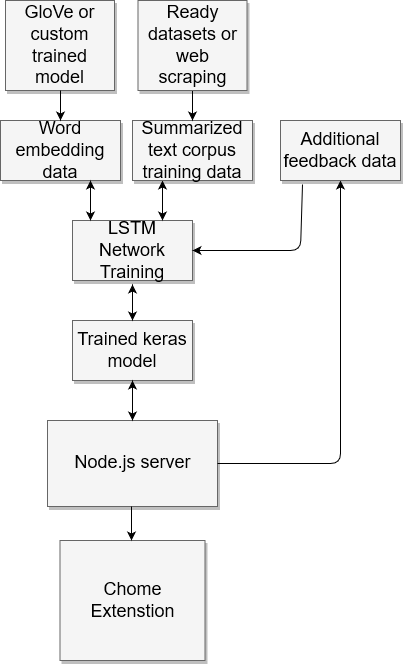 GloVe or
custom
trained
model
Ready
datasets or
web
scraping
Word
embedding
data
Summarized
text corpus
training data
Additional
feedback data
LSTM
Network
Training
Trained keras
model
Node.js server
Chome
Extenstion